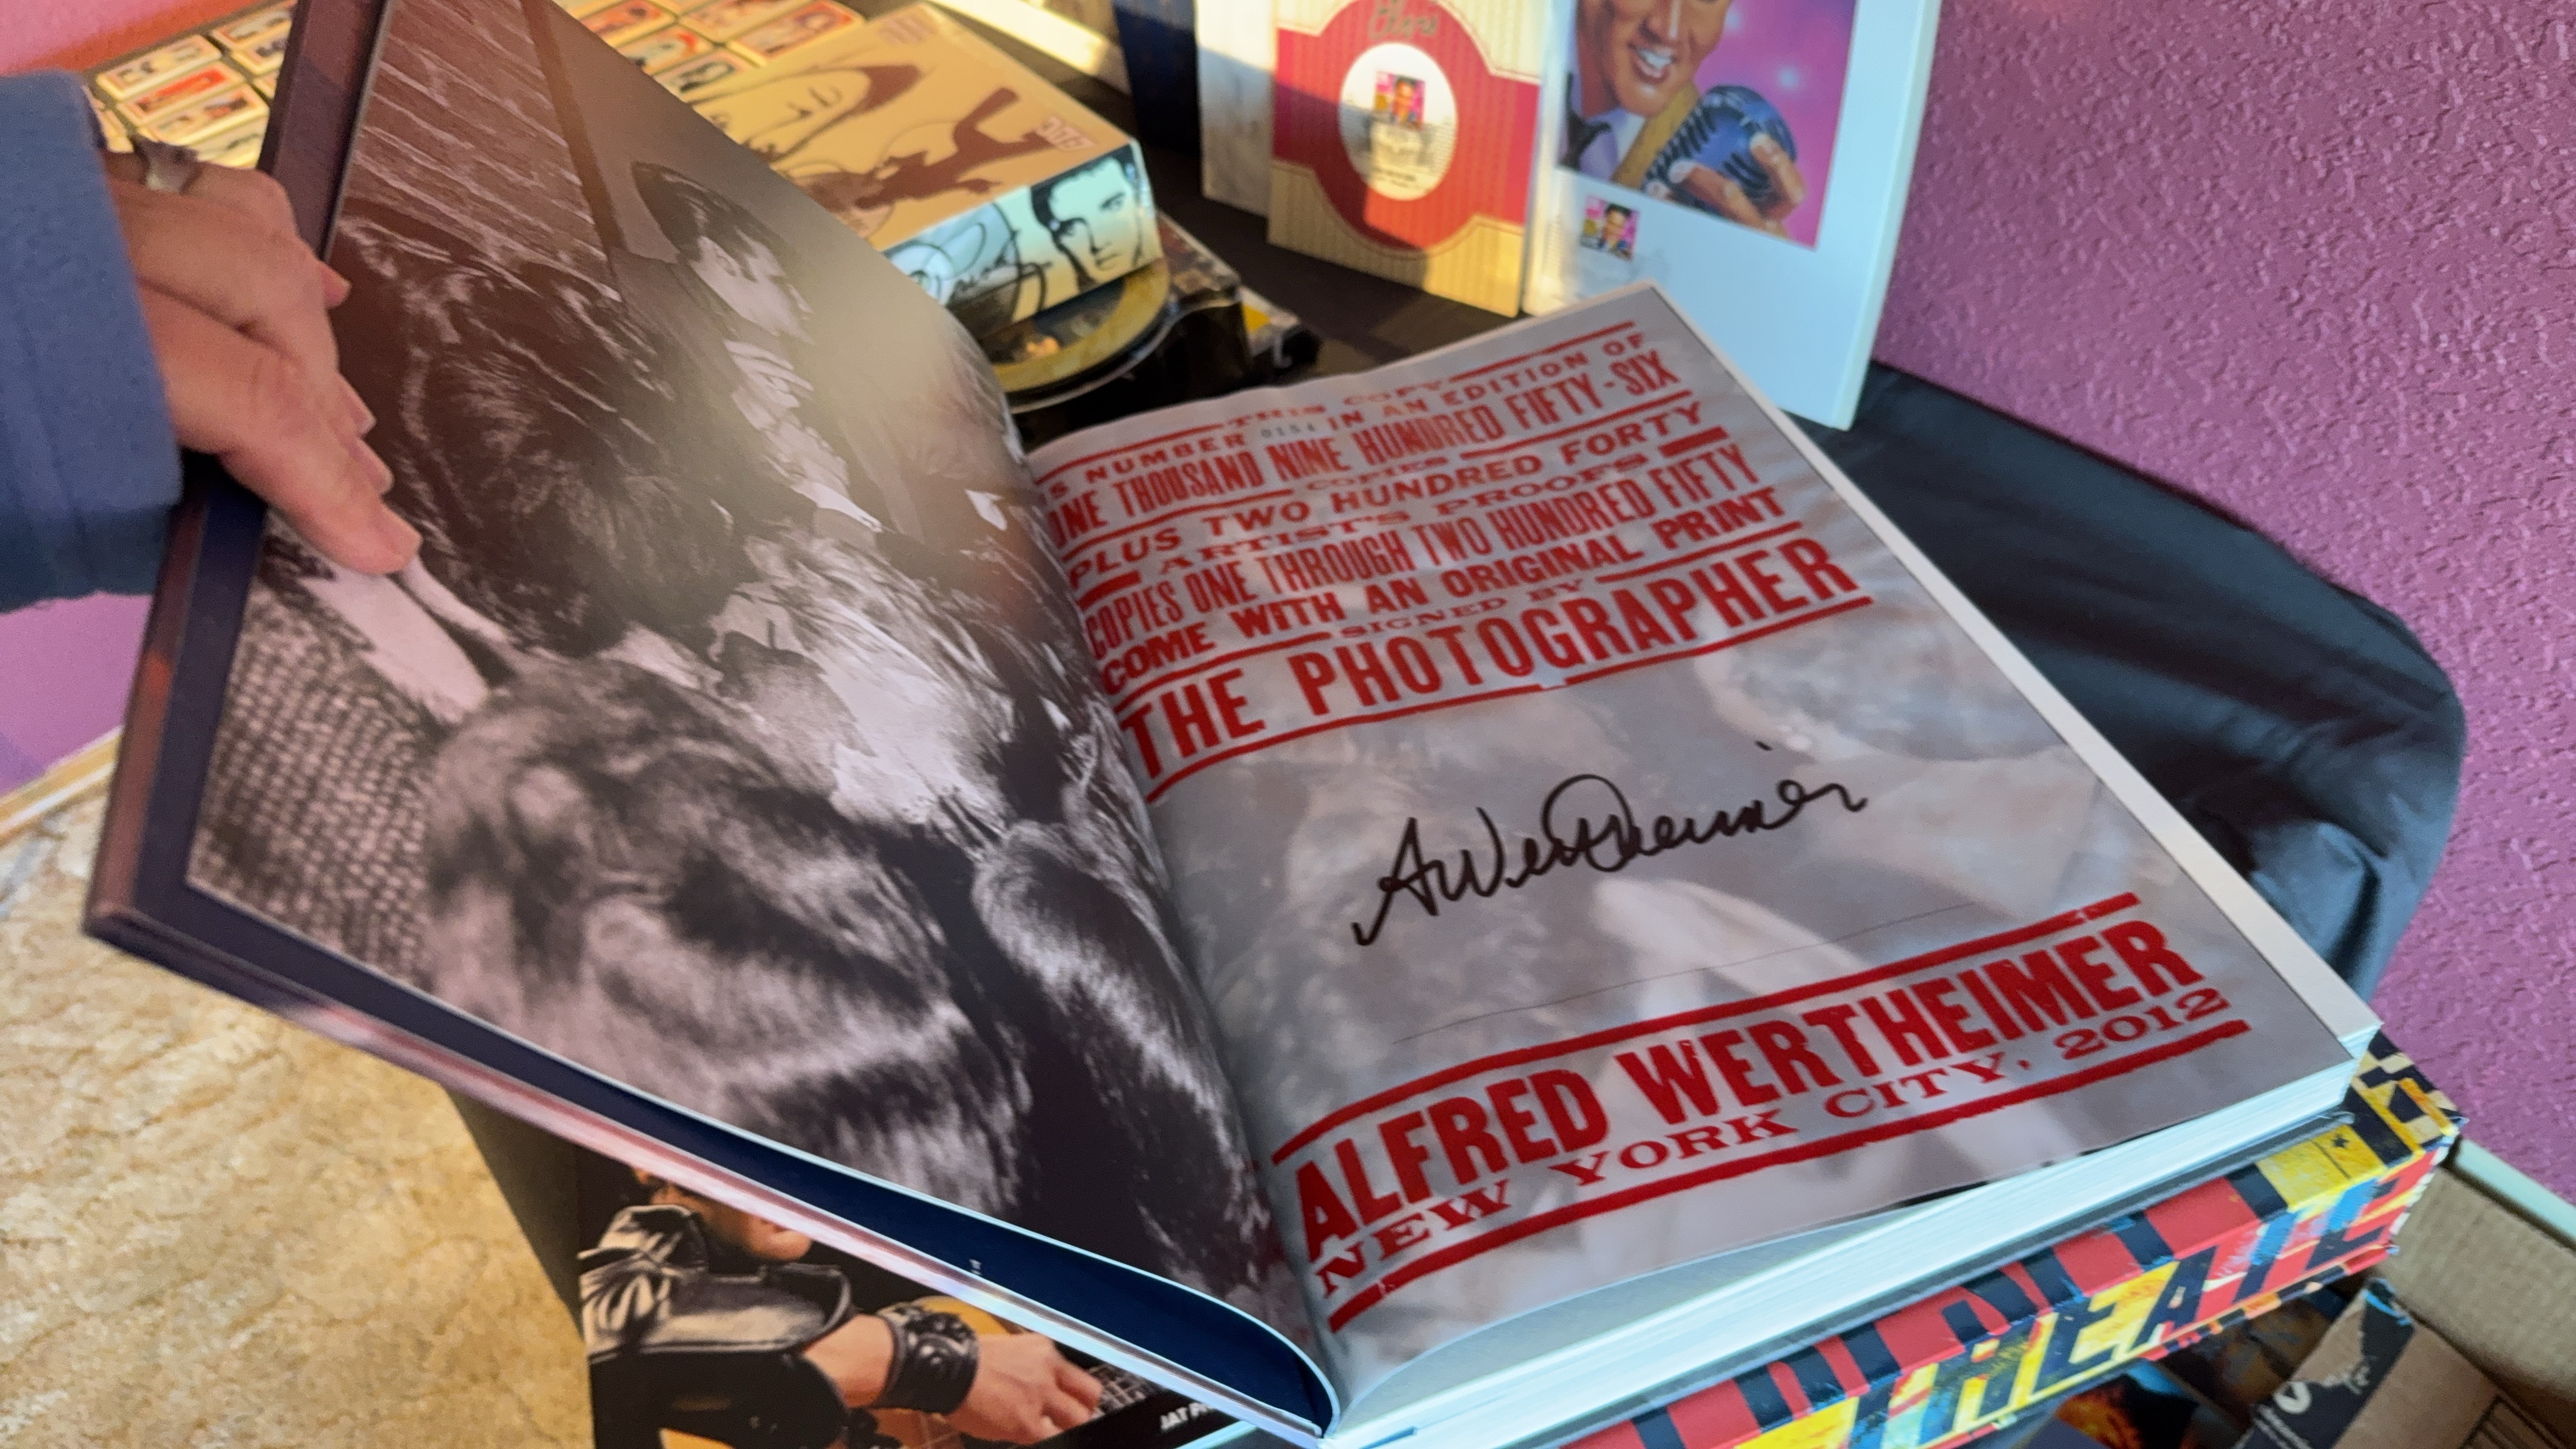 THIS COPY
IS NUMBER 0154 IN AN EDITION OF
ONE THOUSAND NINE HUNDRED FIFTY-SIX
COPIES
PLUS TWO HUNDRED FORTY
ARTIST'S PROOFS
COPIES ONE THROUGH TWO HUNDRED FIFTY
COME WITH AN ORIGINAL PRINT
SIGNED BY
THE PHOTOGRAPHER
AWertheimer
ALFRED WERTHEIMER
NEW YORK CITY, 2012